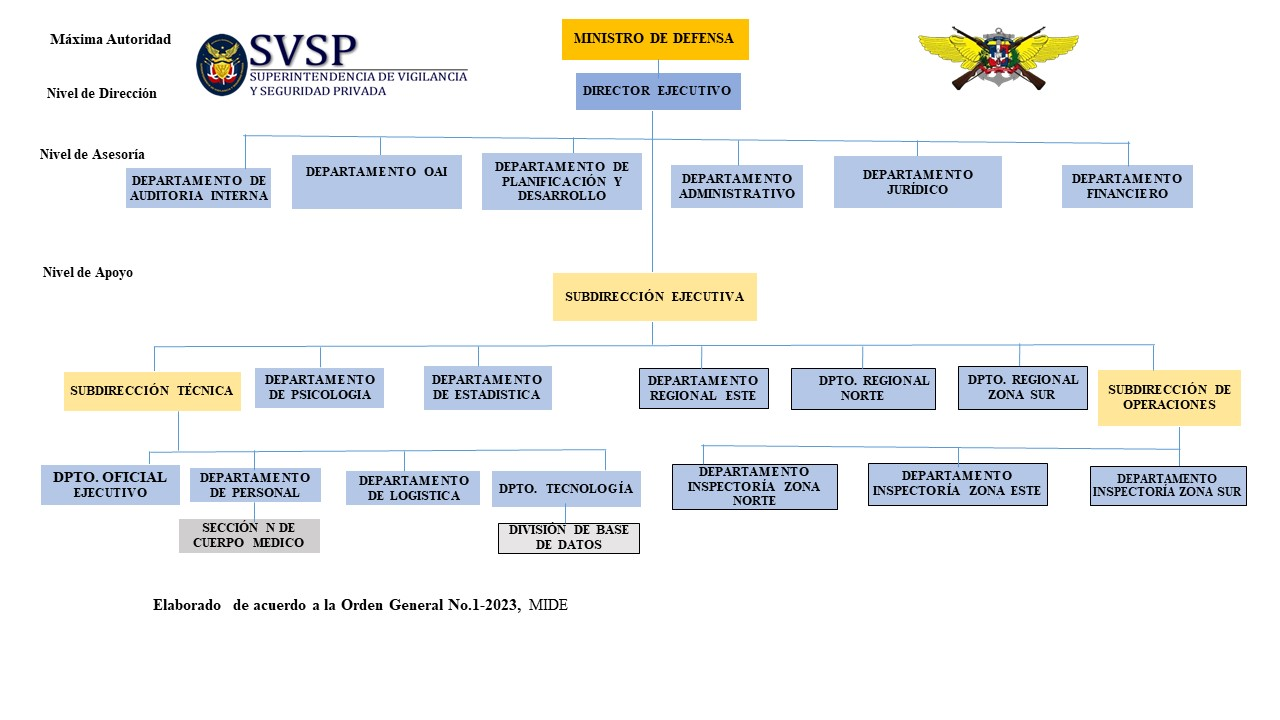 Máxima Autoridad
SVSP
SUPERINTENDENCIA DE VIGILANCIA
Y SEGURIDAD PRIVADA
MINISTRO DE DEFENSA
Nivel de Dirección
DIRECTOR EJECUTIVO
Nivel de Asesoría
DEPARTAMENTO DE
AUDITORIA INTERNA
DEPARTAMENTO OAI
DEPARTAMENTO DE
PLANIFICACIÓN Y
DESARROLLO
DEPARTAMENTO
ADMINISTRATIVO
DEPARTAMENTO
JURÍDICO
DEPARTAMENTO
FINANCIERO
Nivel de Apoyo
SUBDIRECCIÓN EJECUTIVA
SUBDIRECCIÓN TÉCNICA
DEPARTAMENTO
DE PSICOLOGIA
DEPARTAMENTO
DE ESTADISTICA
DEPARTAMENTO
REGIONAL ESTE
DPTO. REGIONAL
NORTE
DPTO. REGIONAL
ZONA SUR
SUBDIRECCIÓN DE
OPERACIONES
DPTO. OFICIAL
EJECUTIVO
DEPARTAMENTO
DE PERSONAL
DEPARTAMENTO
DE LOGISTICA
DPTO. TECNOLOGÍA
DEPARTAMENTO
INSPECTORÍA ZONA
NORTE
DEPARTAMENTO
INSPECTORÍA ZONA ESTE
DEPARTAMENTO
INSPECTORÍA ZONA SUR
SECCIÓN N DE
CUERPO MEDICO
DIVISIÓN DE BASE
DE DATOS
Elaborado de acuerdo a la Orden General No.1-2023, MIDE